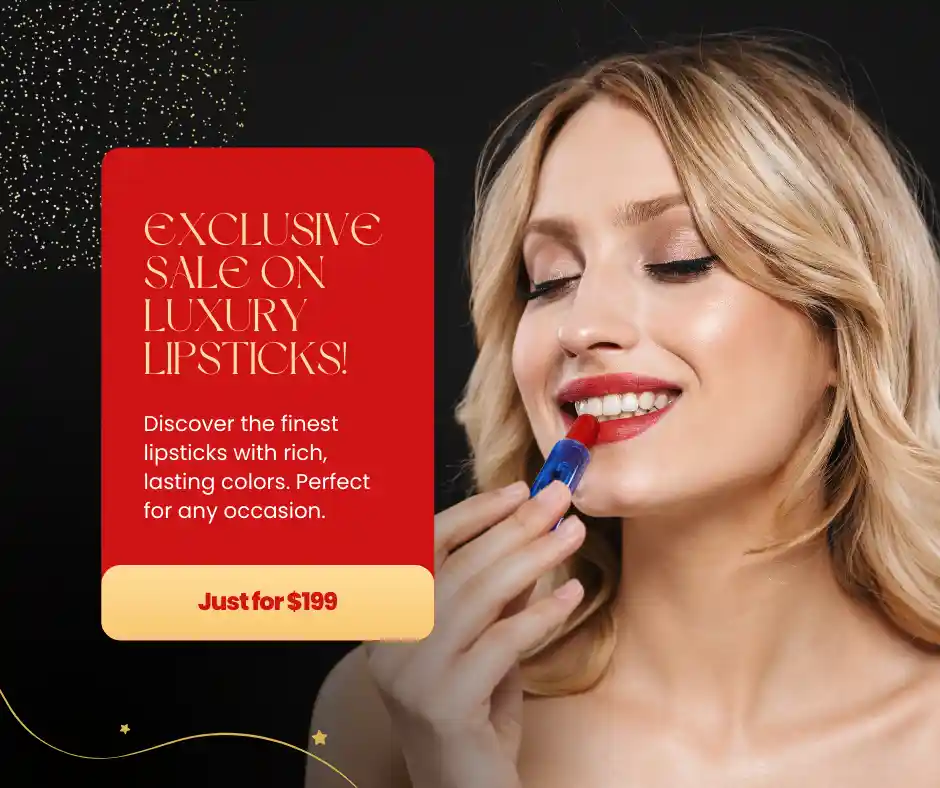 EXCLUSIVE
SALE ON
LUXURY
LIPSTICKS!
Discover the finest
lipsticks with rich,
lasting colors. Perfect
for any occasion.
Just for $199